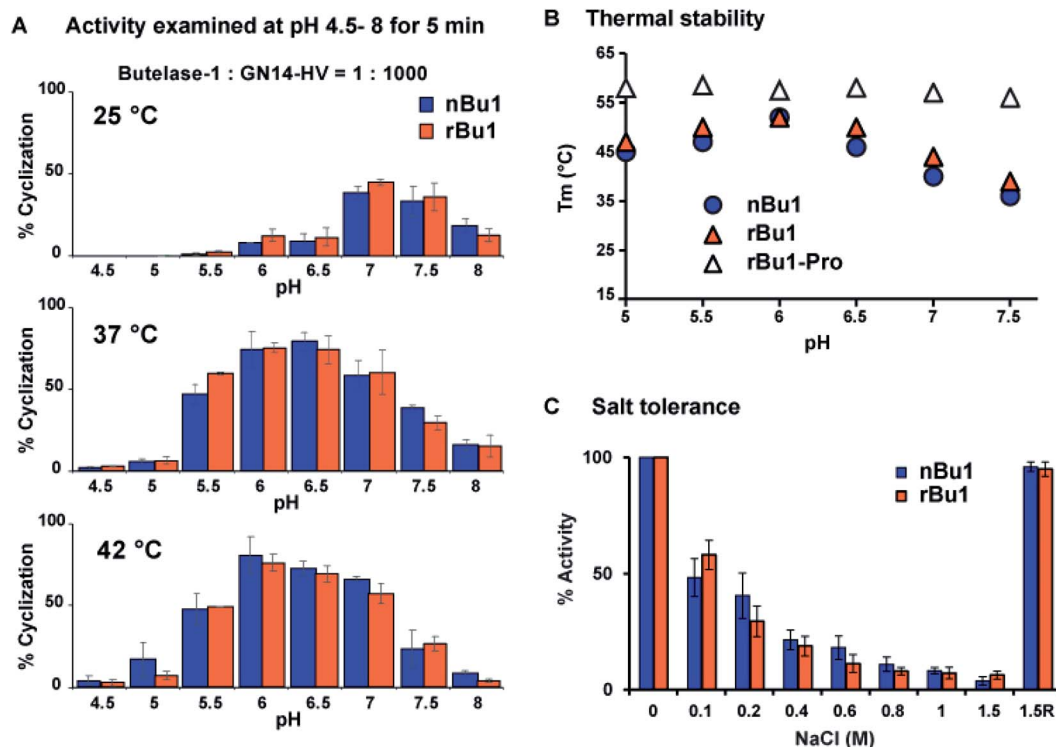 A Activity examined at pH 4.5- 8 for 5 min
Butelase-1 : GN14-HV = 1 : 1000
25 °C
nBu1
rBu1
% Cyclization
100
50
0
4.5 5 5.5 6 6.5 7 7.5 8
pH
37 °C
% Cyclization
100
50
0
4.5 5 5.5 6 6.5 7 7.5 8
pH
42 °C
% Cyclization
100
50
0
4.5 5 5.5 6 6.5 7 7.5 8
pH
B Thermal stability
Tm (°C)
65
55
45
35
25
15
nBu1
rBu1
rBu1-Pro
5 5.5 6 6.5 7 7.5
pH
C Salt tolerance
% Activity
100
50
0
nBu1
rBu1
0 0.1 0.2 0.4 0.6 0.8 1 1.5 1.5R
NaCl (M)